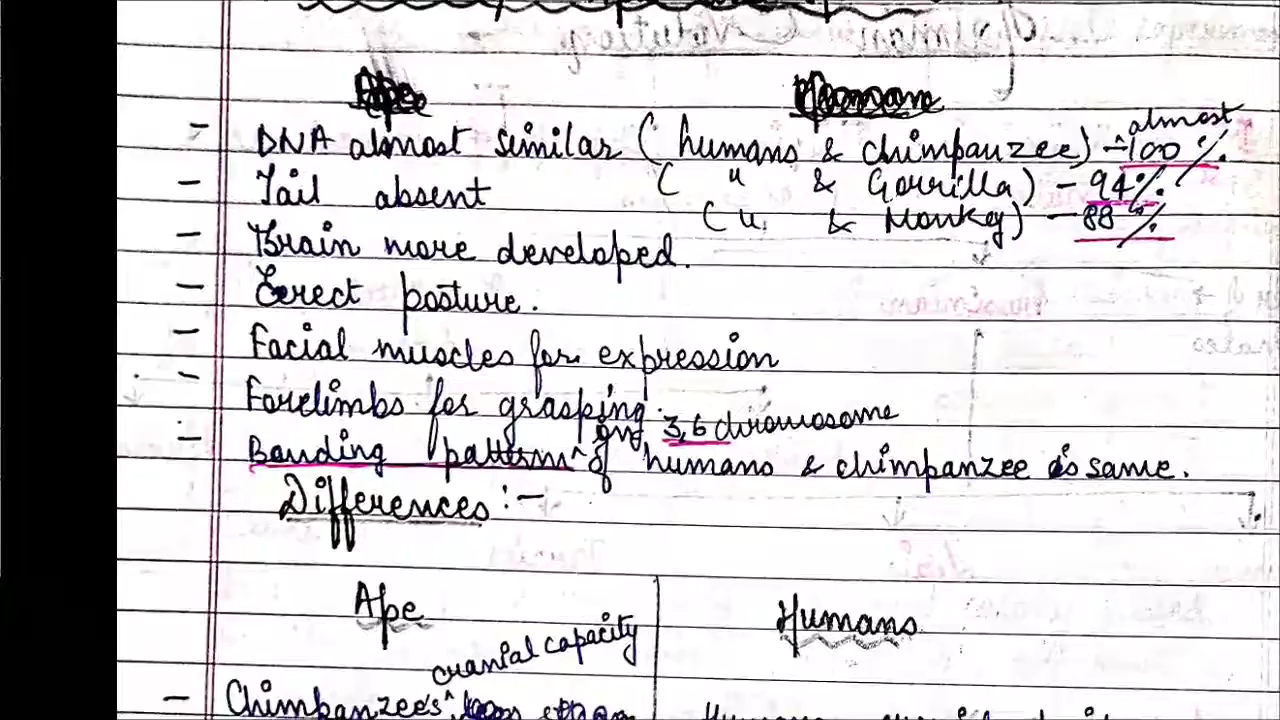 - DNA almost similar (humans & chimpanzee) - almost 100%
- Tail absent (〃 & Gorrilla) - 94%
(〃 & Monkey) - 88%
- Brain more developed.
- Erect posture.
- Facial muscles for expression
- Forelimbs for grasping.
- Banding pattern of humans & chimpanzee is same.
3,6 chromosome
Differences :-
Ape
Humans
cranial capacity
- Chimpanzee's
Humans